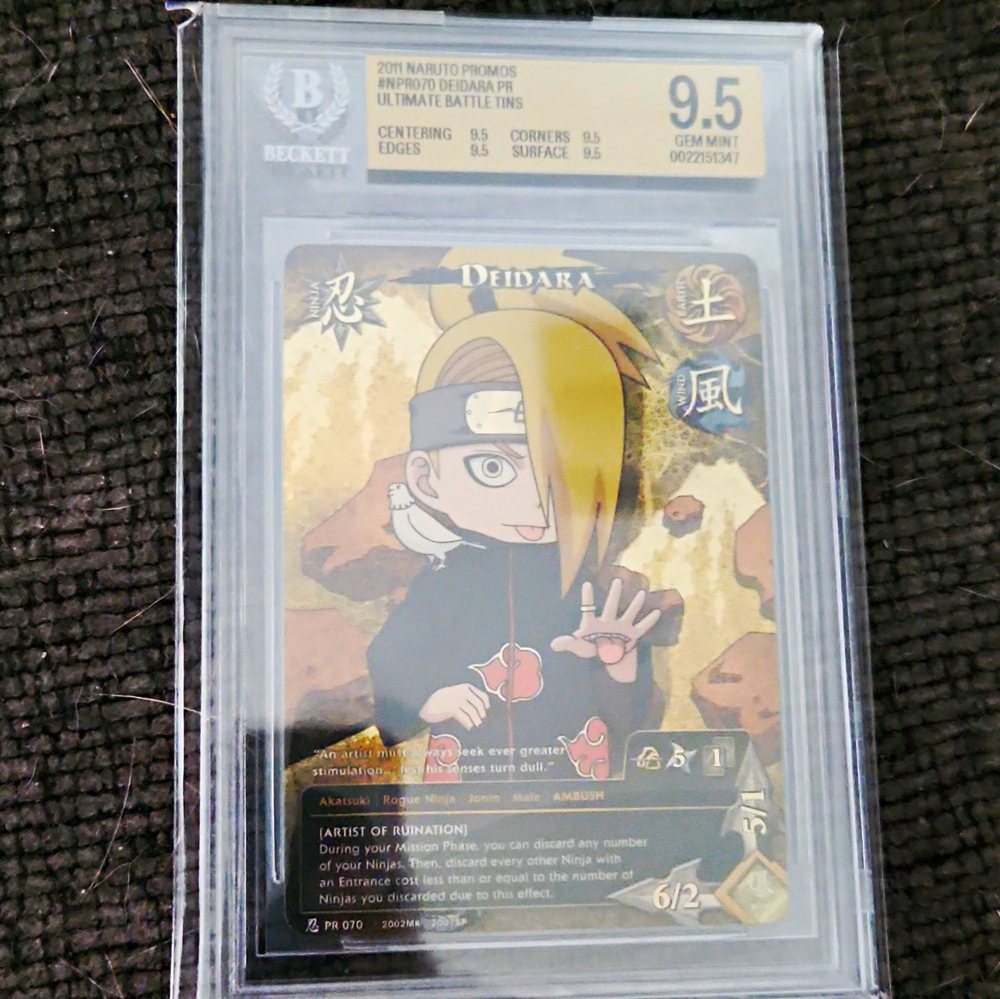 B
BECKETT
2011 NARUTO PROMOS
#NPR070 DEIDARA PR
ULTIMATE BATTLE TINS
CENTERING 9.5 CORNERS 9.5
EDGES 9.5 SURFACE 9.5
9.5
GEM MINT
0022151347
DEIDARA
NINJA
忍
EARTH
土
WIND
風
"An artist must always seek ever greater
stimulation... lest his senses turn dull."
5 1
Akatsuki Rogue Ninja Jonin Male AMBUSH
[ARTIST OF RUINATION]
During your Mission Phase, you can discard any number
of your Ninjas. Then, discard every other Ninja with
an Entrance cost less than or equal to the number of
Ninjas you discarded due to this effect.
5/1
6/2
忍 PR 070 2002MK 2007SP